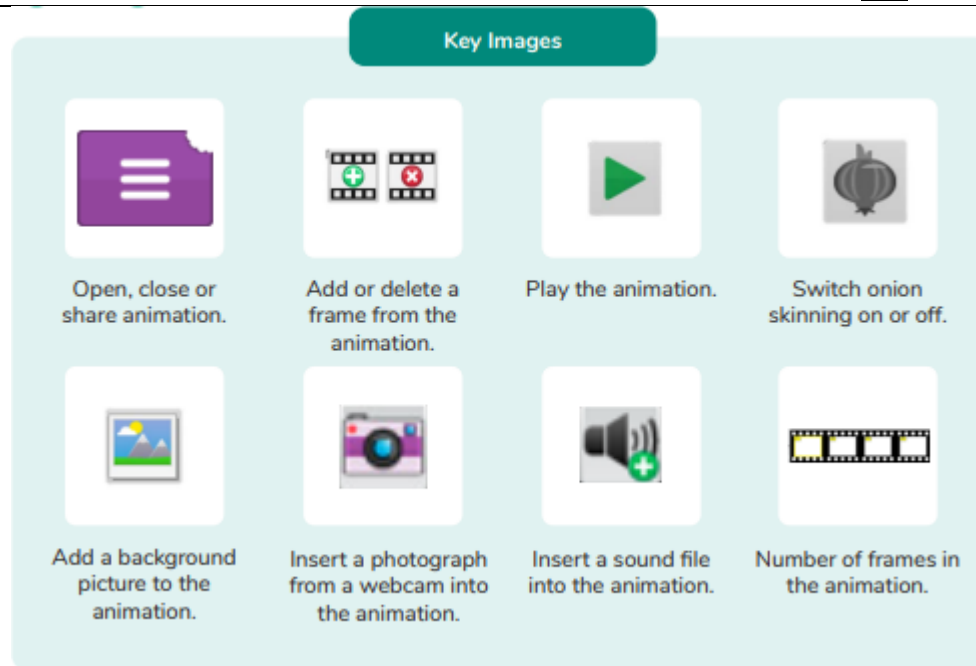 Key Images
Open, close or
share animation.
Add or delete a
frame from the
animation.
Play the animation.
Switch onion
skinning on or off.
Add a background
picture to the
animation.
Insert a photograph
from a webcam into
the animation.
Insert a sound file
into the animation.
Number of frames in
the animation.